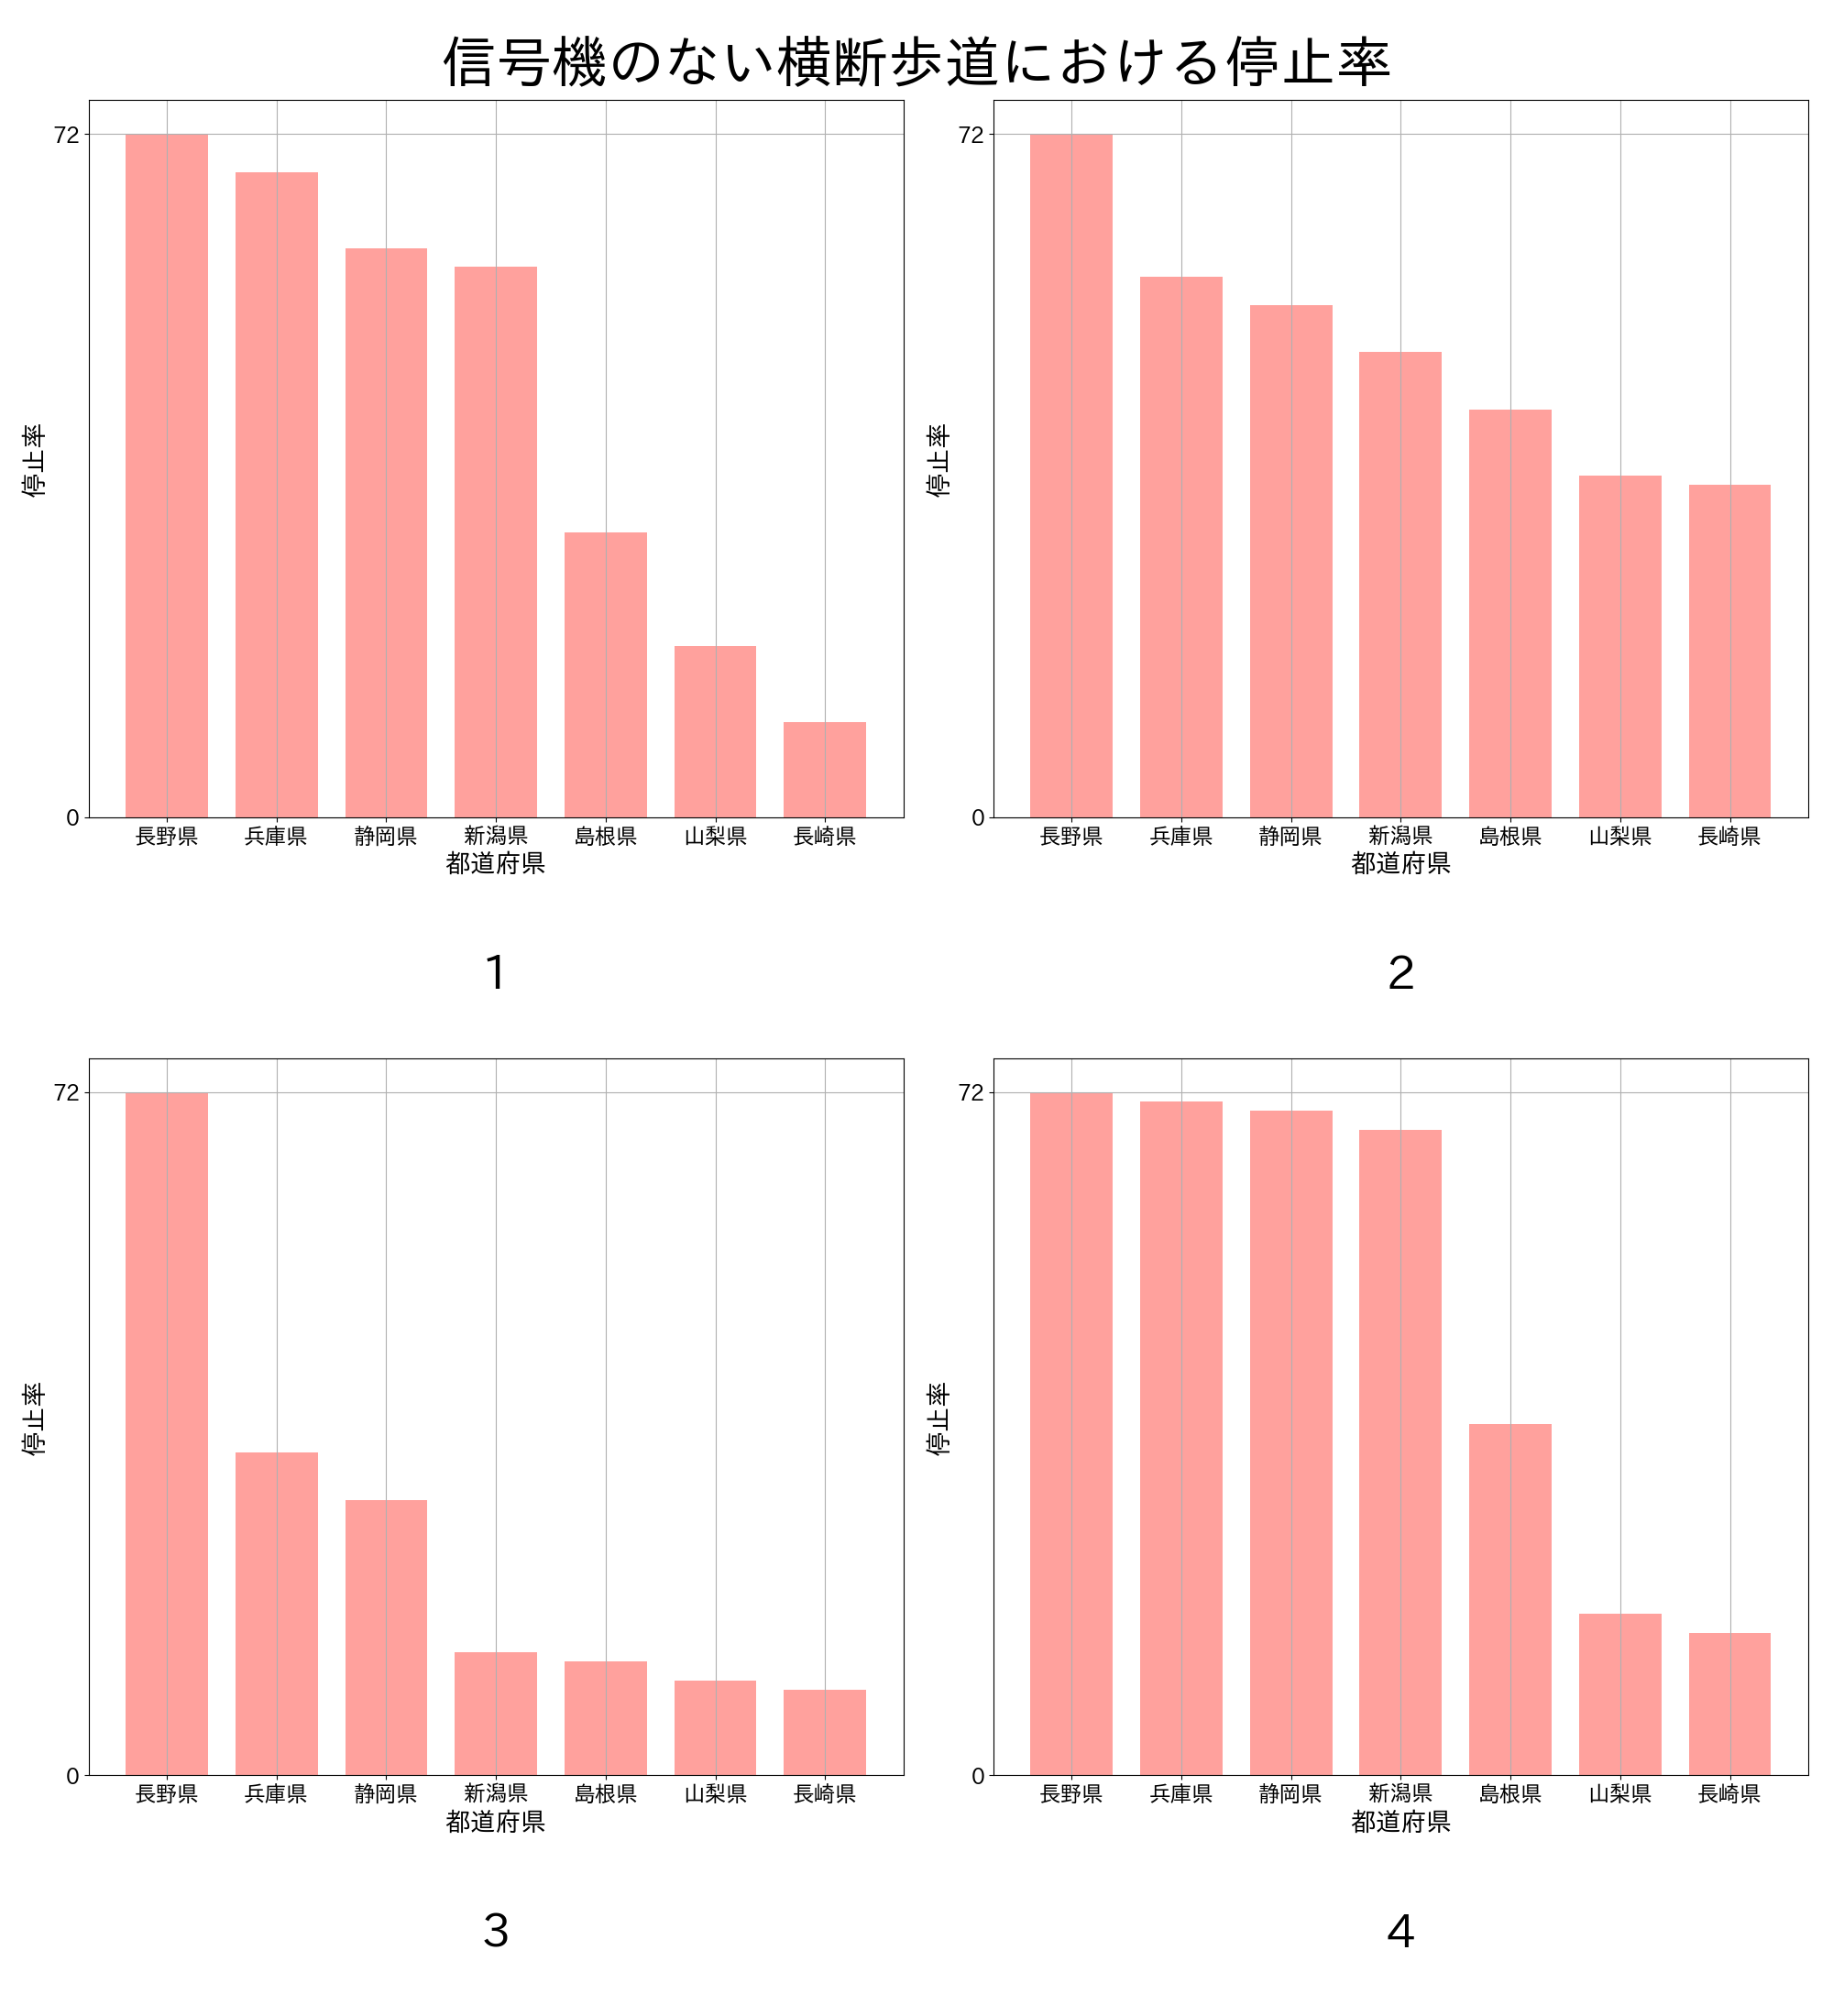 信号機のない横断歩道における停止率
72
0
停止率
長野県 兵庫県 静岡県 新潟県 島根県 山梨県 長崎県
都道府県
1
72
0
停止率
長野県 兵庫県 静岡県 新潟県 島根県 山梨県 長崎県
都道府県
2
72
0
停止率
長野県 兵庫県 静岡県 新潟県 島根県 山梨県 長崎県
都道府県
3
72
0
停止率
長野県 兵庫県 静岡県 新潟県 島根県 山梨県 長崎県
都道府県
4